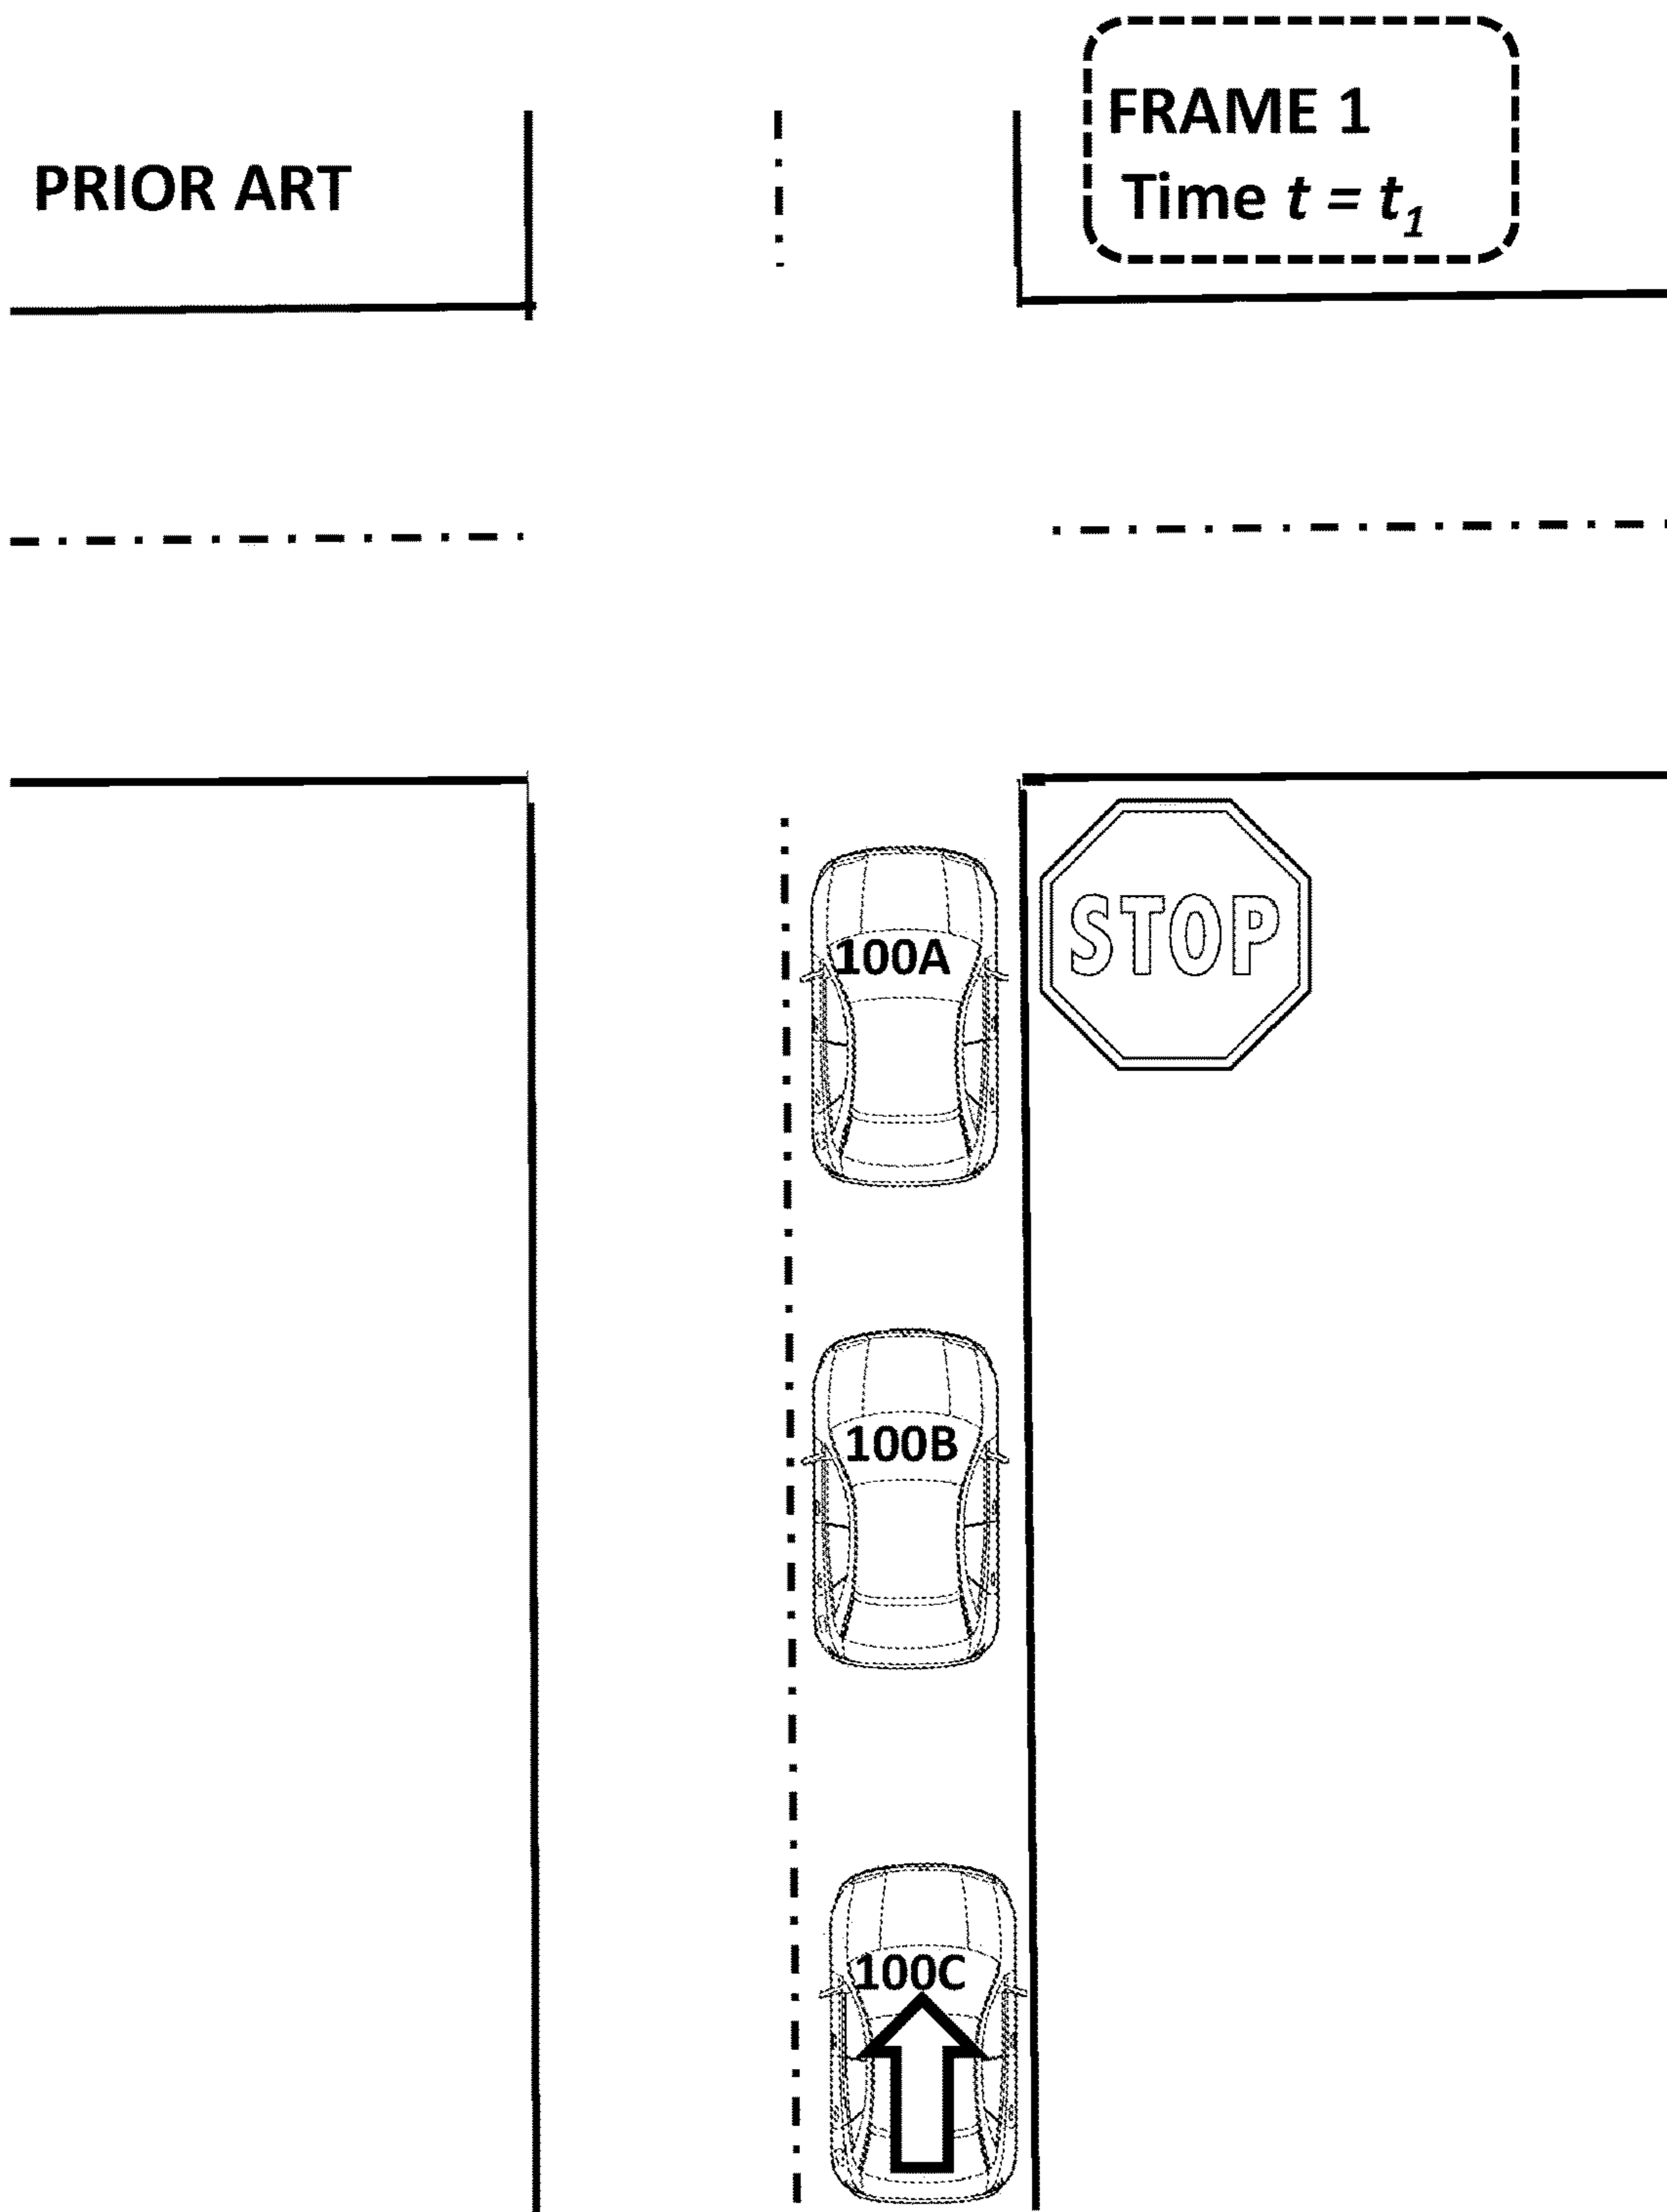 PRIOR ART
FRAME 1
Time t = t₁
100A
STOP
100B
100C